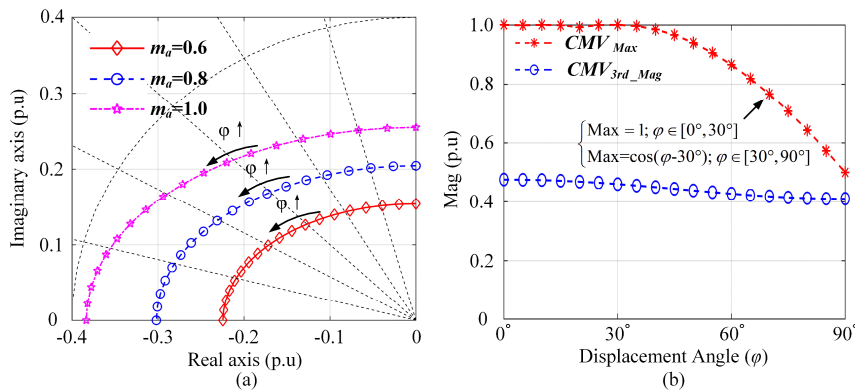 0.4
0.3
0.2
0.1
0
-0.4
-0.3
-0.2
-0.1
0
Imaginary axis (p.u)
Real axis (p.u)
(a)
mₐ=0.6
mₐ=0.8
mₐ=1.0
φ↑
φ↑
φ↑
1.0
0.8
0.6
0.4
0.2
0
0°
30°
60°
90°
Mag (p.u)
Displacement Angle (φ)
(b)
CMV_Max
CMV_3rd_Mag
Max = 1; φ∈[0°,30°]
Max=cos(φ-30°); φ∈[30°,90°]